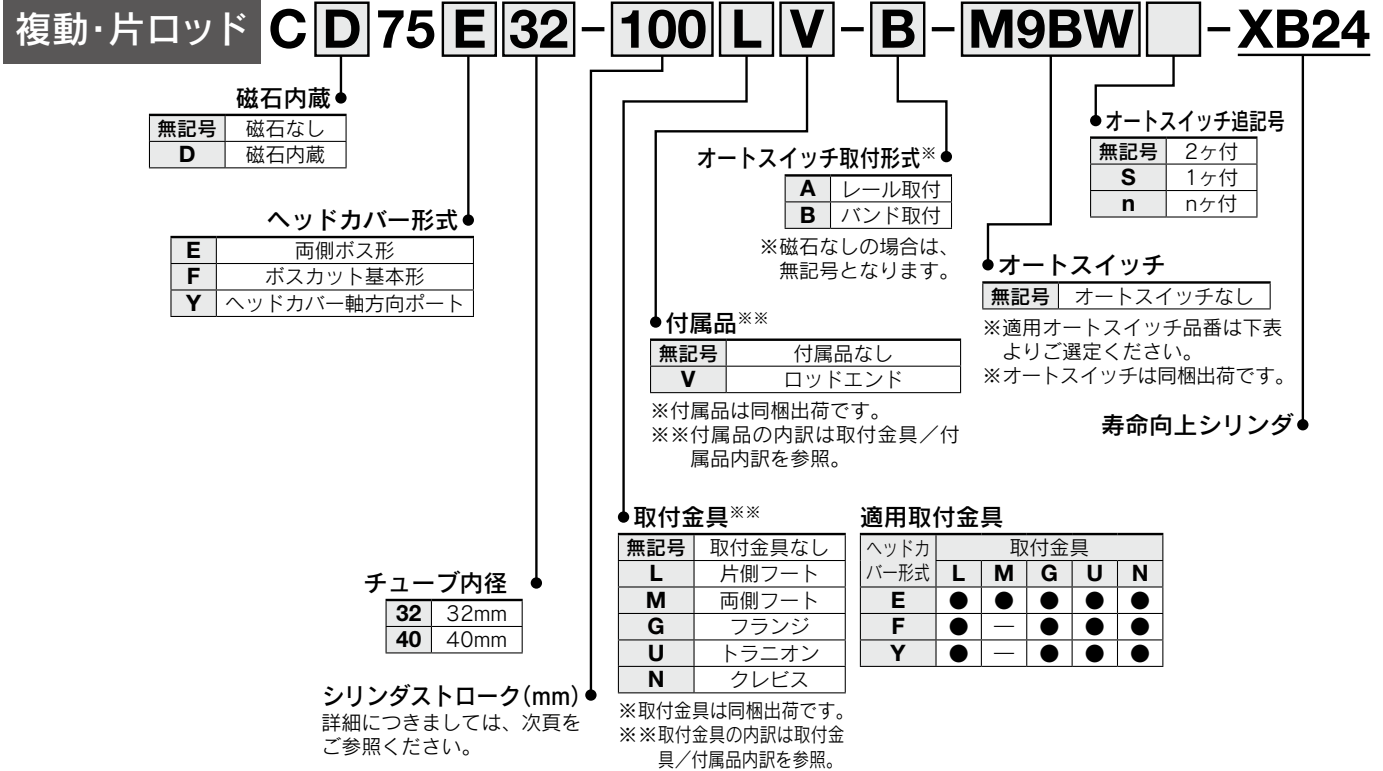 複動・片ロッド CD75E32-100LV-B-M9BW□-XB24
磁石内蔵
無記号 磁石なし
D 磁石内蔵
ヘッドカバー形式
E 両側ボス形
F ボスカット基本形
Y ヘッドカバー軸方向ポート
チューブ内径
32 32mm
40 40mm
シリンダストローク(mm)
詳細につきましては、次頁を
ご参照ください。
取付金具※※
無記号 取付金具なし
L 片側フート
M 両側フート
G フランジ
U トラニオン
N クレビス
※取付金具は同梱出荷です。
※※取付金具の内訳は取付金
具/付属品内訳を参照。
適用取付金具
ヘッドカ 取付金具
バー形式 L M G U N
E ● ● ● ● ●
F ● — ● ● ●
Y ● — ● ● ●
付属品※※
無記号 付属品なし
V ロッドエンド
※付属品は同梱出荷です。
※※付属品の内訳は取付金具/付
属品内訳を参照。
オートスイッチ取付形式※
A レール取付
B バンド取付
※磁石なしの場合は、
無記号となります。
オートスイッチ
無記号 オートスイッチなし
※適用オートスイッチ品番は下表
よりご選定ください。
※オートスイッチは同梱出荷です。
オートスイッチ追記号
無記号 2ヶ付
S 1ヶ付
n nヶ付
寿命向上シリンダ